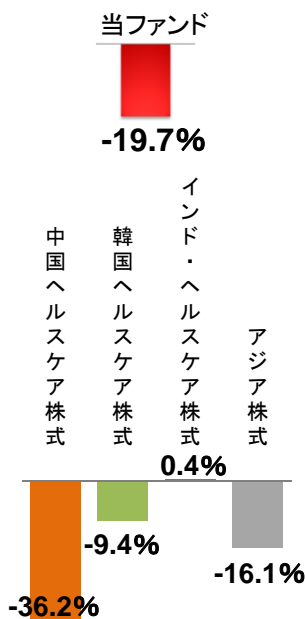 当ファンド
-19.7%
中国ヘルスケア株式
韓国ヘルスケア株式
インド・ヘルスケア株式
アジア株式
0.4%
-9.4%
-16.1%
-36.2%